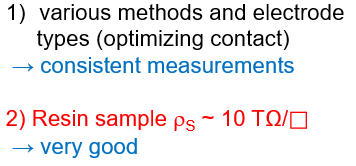 1) various methods and electrode
types (optimizing contact)
→ consistent measurements
2) Resin sample ρS ~ 10 TΩ/□
→ very good